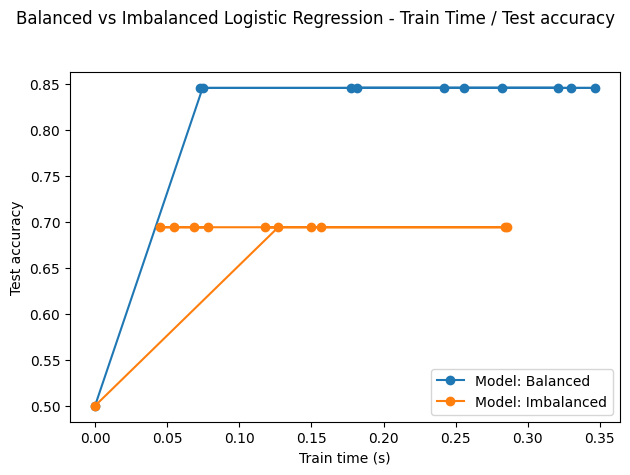 Balanced vs Imbalanced Logistic Regression - Train Time / Test accuracy
0.85
0.80
0.75
0.70
0.65
0.60
0.55
0.50
Test accuracy
Model: Balanced
Model: Imbalanced
0.00 0.05 0.10 0.15 0.20 0.25 0.30 0.35
Train time (s)